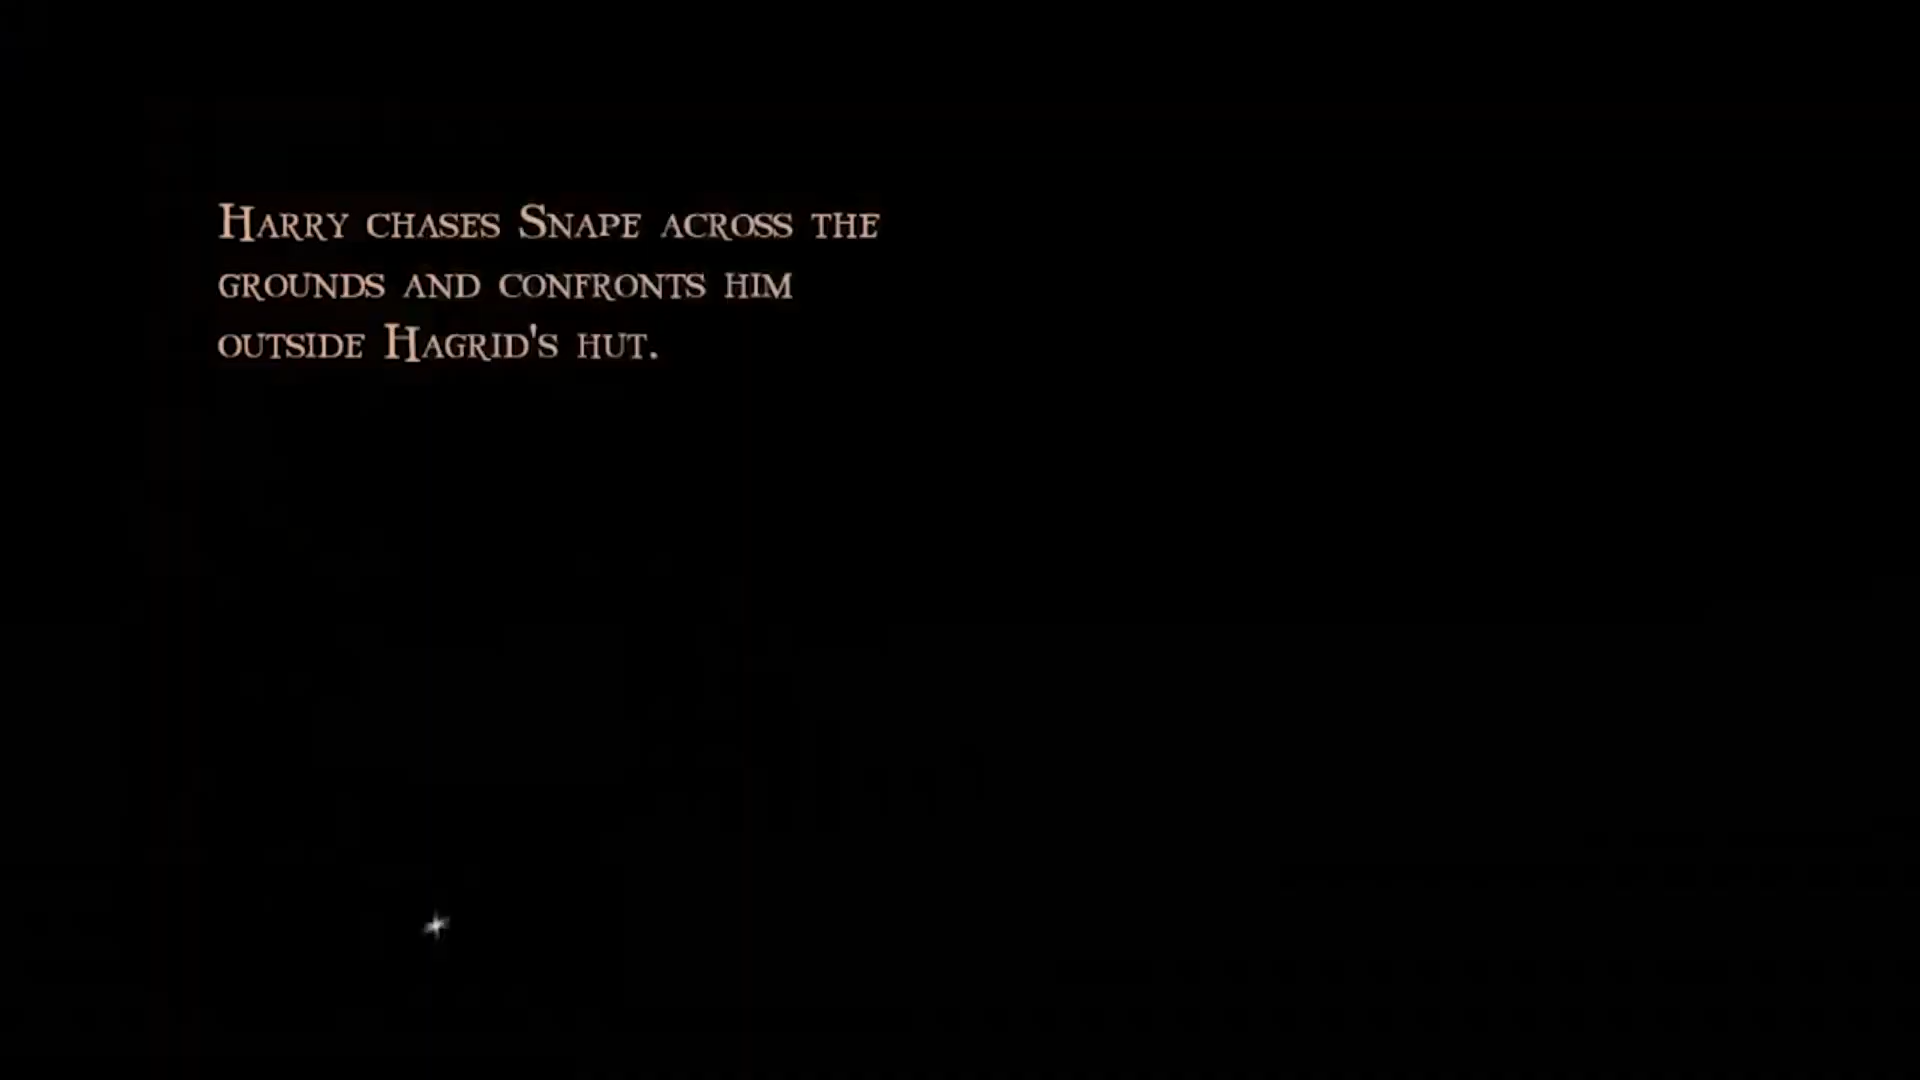 Harry chases Snape across the
grounds and confronts him
outside Hagrid's hut.